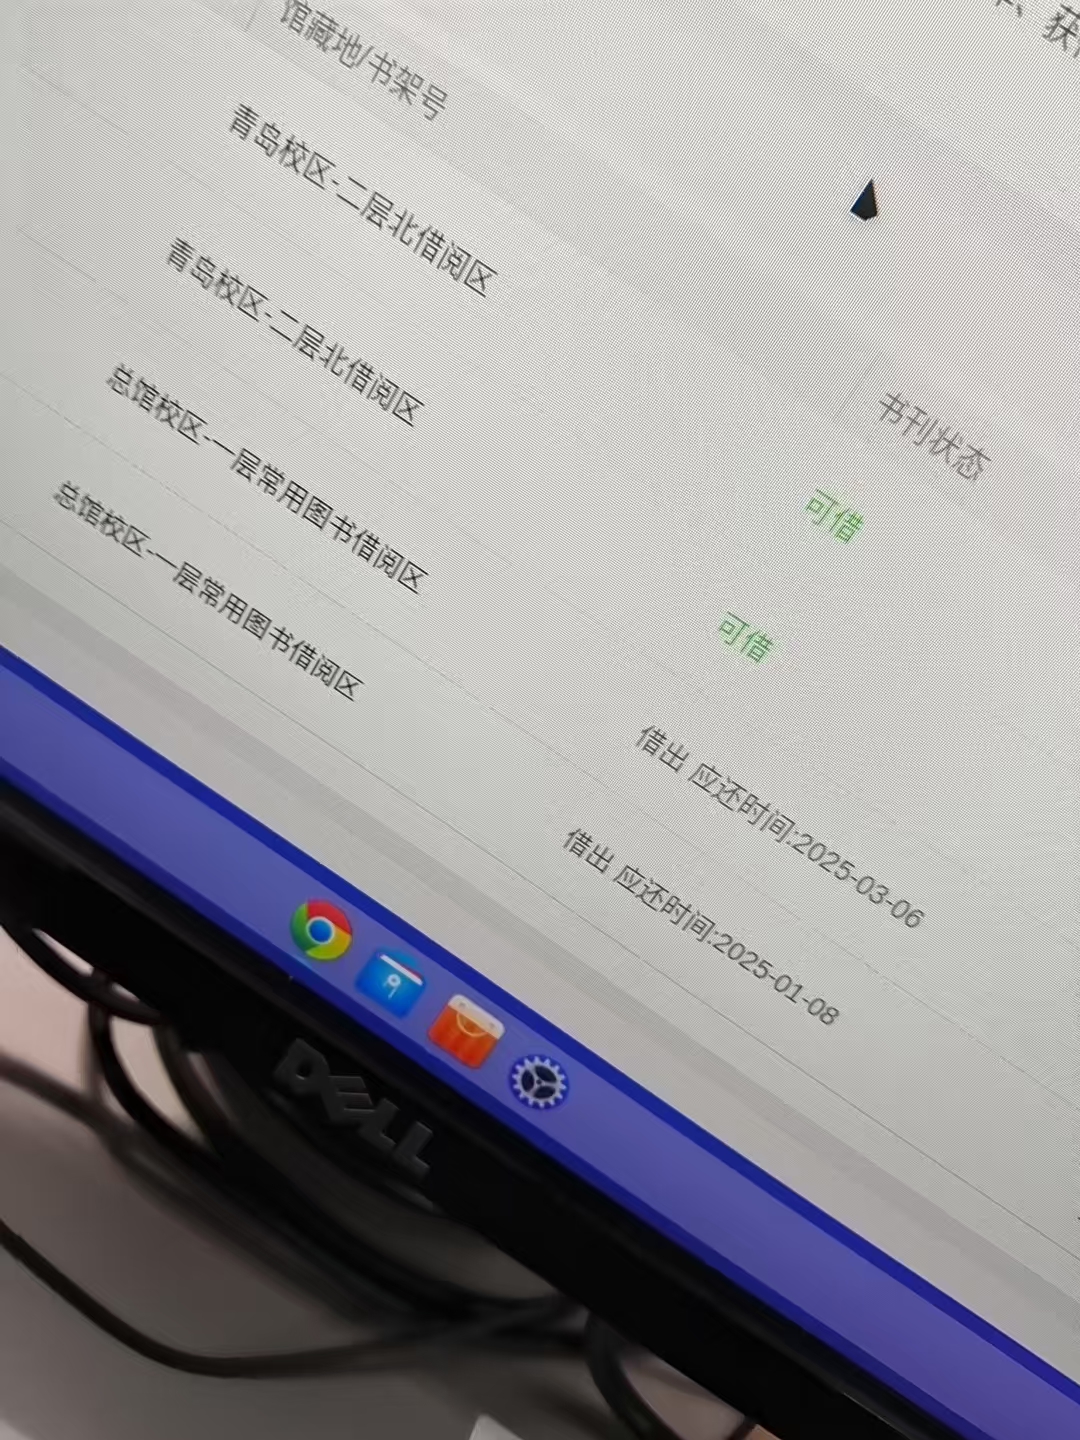 获
馆藏地/书架号
书刊状态
青岛校区-二层北借阅区
可借
青岛校区-二层北借阅区
可借
总馆校区-一层常用图书借阅区
借出 应还时间:2025-03-06
总馆校区-一层常用图书借阅区
借出 应还时间:2025-01-08
DELL